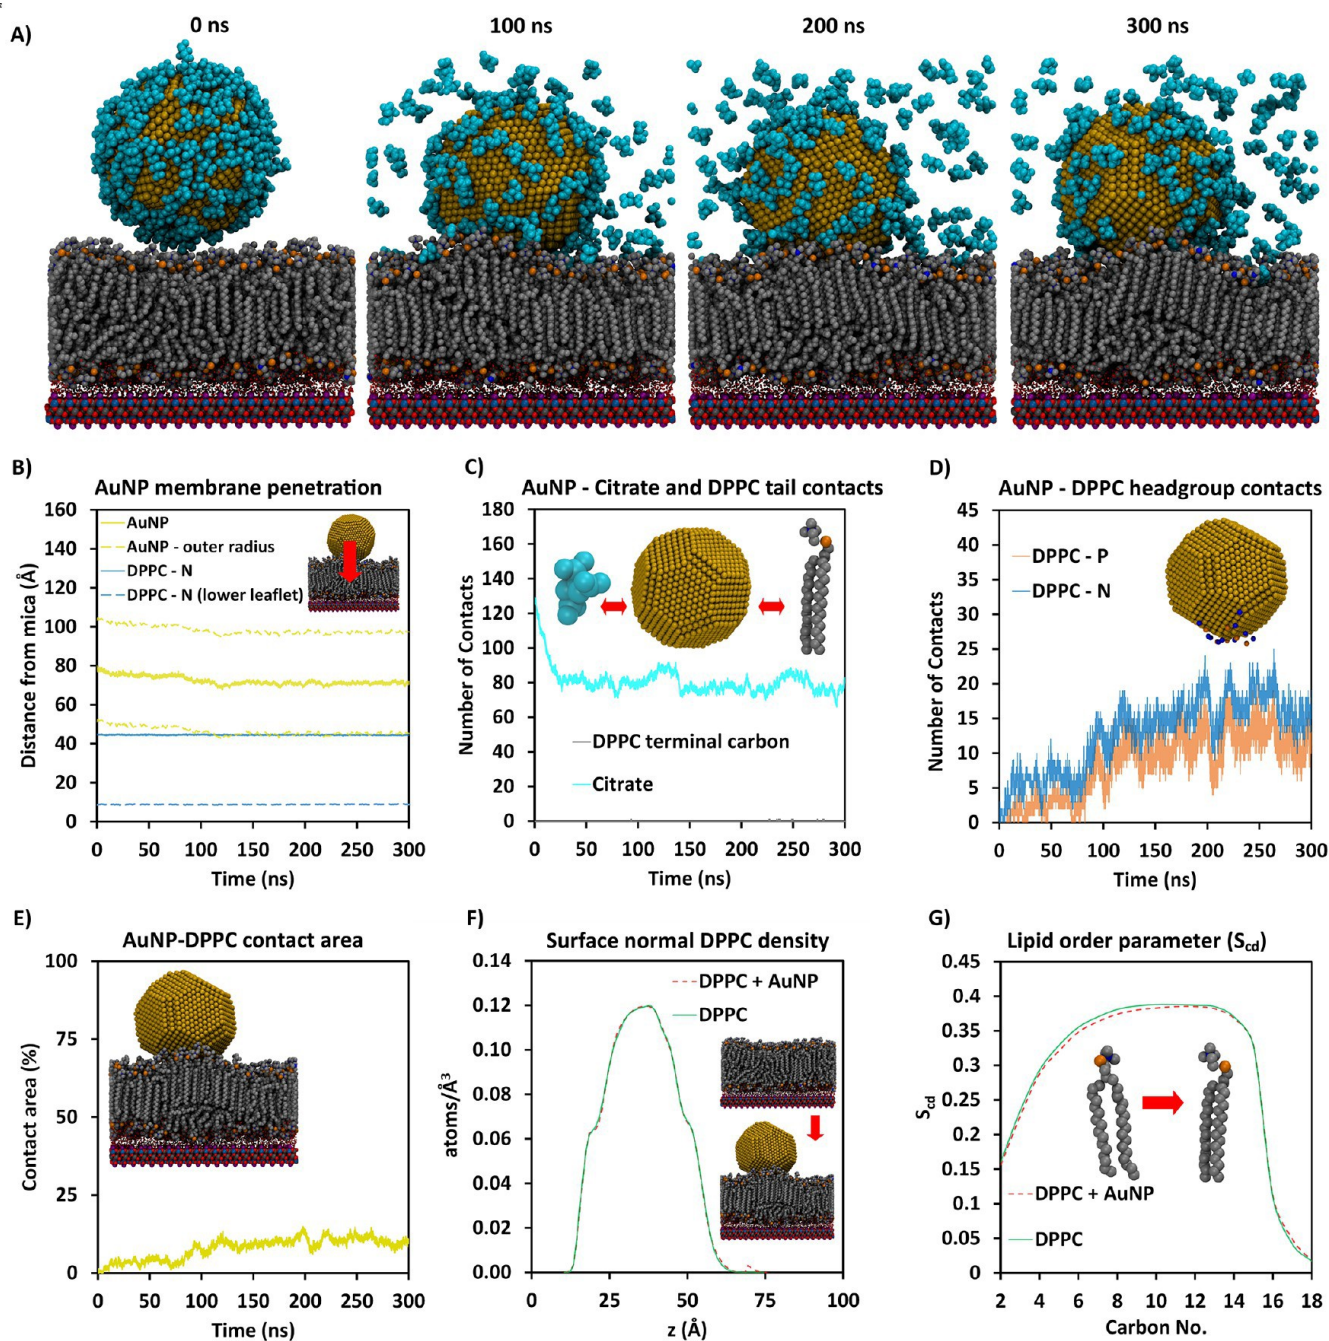 A)
0 ns 100 ns 200 ns 300 ns
B)
AuNP membrane penetration
Distance from mica (Å)
160
140
120
100
80
60
40
20
0
AuNP
AuNP - outer radius
DPPC - N
DPPC - N (lower leaflet)
0 50 100 150 200 250 300
Time (ns)
C)
AuNP - Citrate and DPPC tail contacts
Number of Contacts
180
160
140
120
100
80
60
40
20
0
DPPC terminal carbon
Citrate
0 50 100 150 200 250 300
Time (ns)
D)
AuNP - DPPC headgroup contacts
Number of Contacts
45
40
35
30
25
20
15
10
5
0
DPPC - P
DPPC - N
0 50 100 150 200 250 300
Time (ns)
E)
AuNP-DPPC contact area
Contact area (%)
100
75
50
25
0
0 50 100 150 200 250 300
Time (ns)
F)
Surface normal DPPC density
atoms/Å³
0.14
0.12
0.10
0.08
0.06
0.04
0.02
0.00
DPPC + AuNP
DPPC
0 25 50 75 100
z (Å)
G)
Lipid order parameter (Scd)
Scd
0.45
0.4
0.35
0.3
0.25
0.2
0.15
0.1
0.05
0
DPPC + AuNP
DPPC
2 4 6 8 10 12 14 16 18
Carbon No.